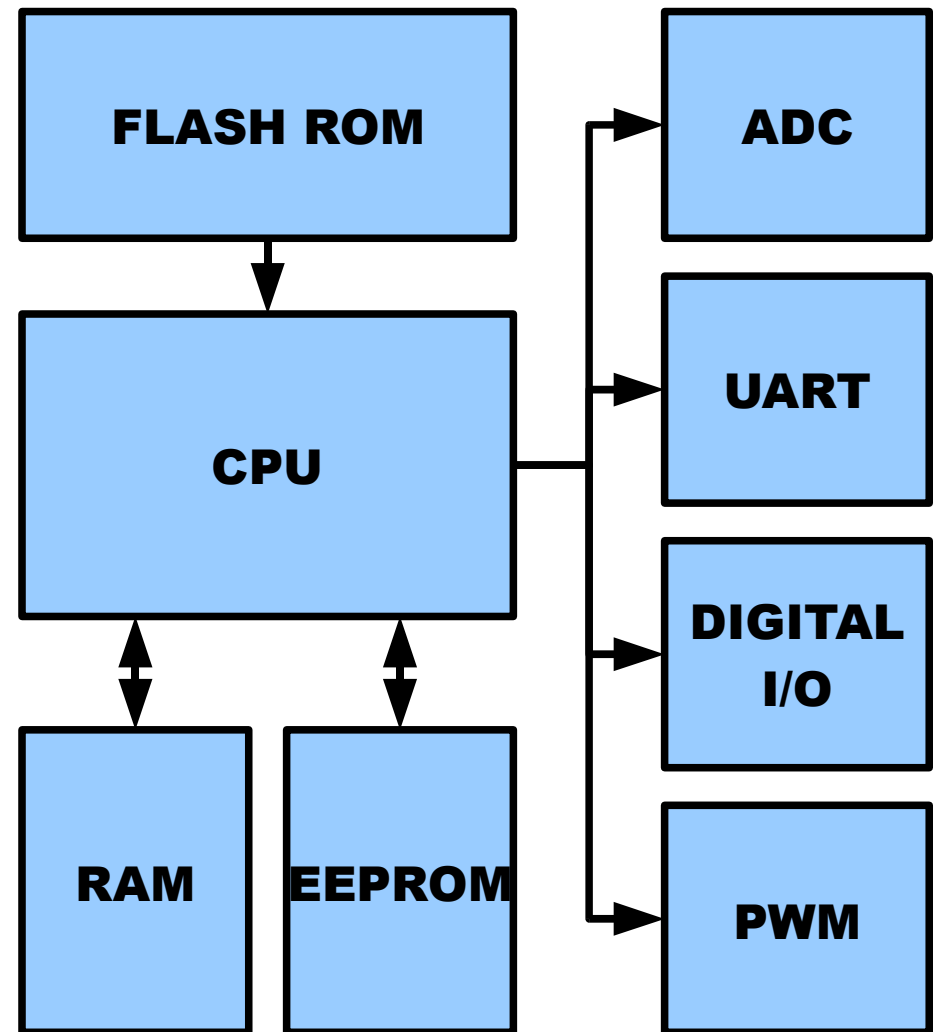 FLASH ROM
ADC
UART
CPU
DIGITAL
I/O
RAM
EEPROM
PWM